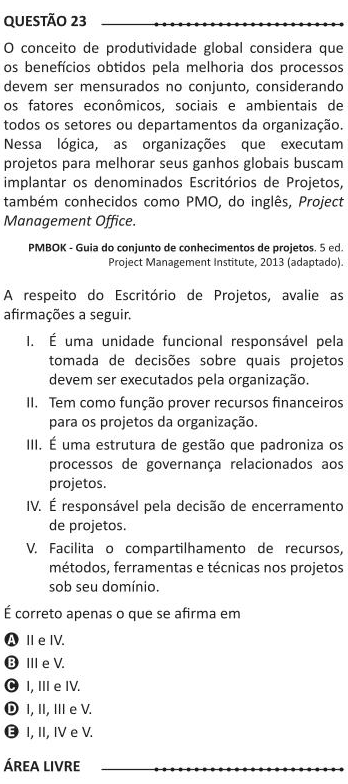 QUESTÃO 23
O conceito de produtividade global considera que
os benefícios obtidos pela melhoria dos processos
devem ser mensurados no conjunto, considerando
os fatores econômicos, sociais e ambientais de
todos os setores ou departamentos da organização.
Nessa lógica, as organizações que executam
projetos para melhorar seus ganhos globais buscam
implantar os denominados Escritórios de Projetos,
também conhecidos como PMO, do inglês, Project
Management Office.
PMBOK - Guia do conjunto de conhecimentos de projetos. 5 ed.
Project Management Institute, 2013 (adaptado).
A respeito do Escritório de Projetos, avalie as
afirmações a seguir.
I. É uma unidade funcional responsável pela
tomada de decisões sobre quais projetos
devem ser executados pela organização.
II. Tem como função prover recursos financeiros
para os projetos da organização.
III. É uma estrutura de gestão que padroniza os
processos de governança relacionados aos
projetos.
IV. É responsável pela decisão de encerramento
de projetos.
V. Facilita o compartilhamento de recursos,
métodos, ferramentas e técnicas nos projetos
sob seu domínio.
É correto apenas o que se afirma em
A II e IV.
B III e V.
C I, III e IV.
D I, II, III e V.
E I, II, IV e V.
ÁREA LIVRE